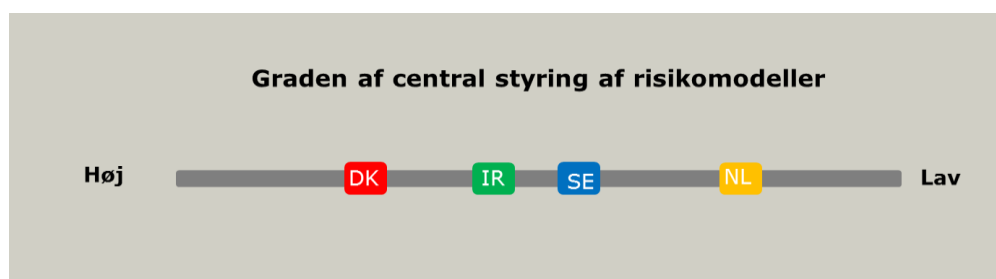 Graden af central styring af risikomodeller
Høj DK IR SE NL Lav